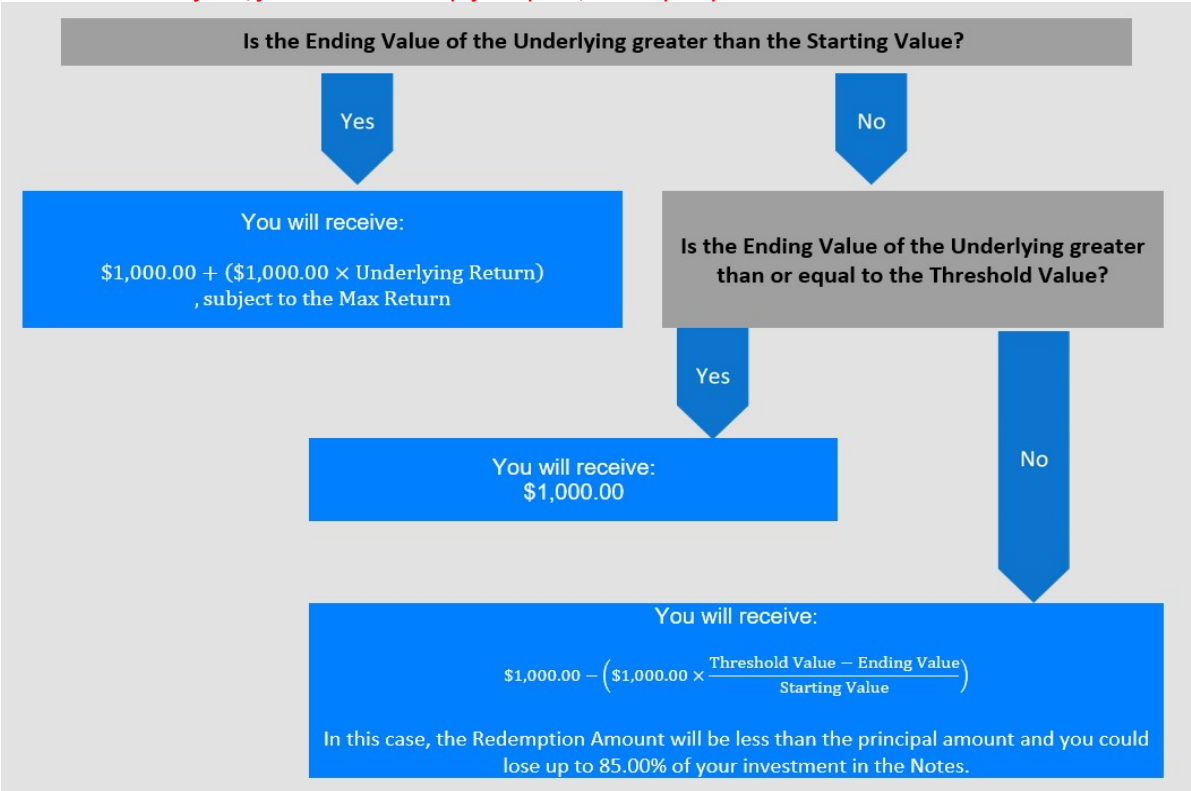 Is the Ending Value of the Underlying greater than the Starting Value?
Yes
No
You will receive:
$1,000.00 + ($1,000.00 × Underlying Return)
, subject to the Max Return
Is the Ending Value of the Underlying greater
than or equal to the Threshold Value?
Yes
No
You will receive:
$1,000.00
You will receive:
$1,000.00 − ($1,000.00 × (Threshold Value − Ending Value) / Starting Value)
In this case, the Redemption Amount will be less than the principal amount and you could
lose up to 85.00% of your investment in the Notes.